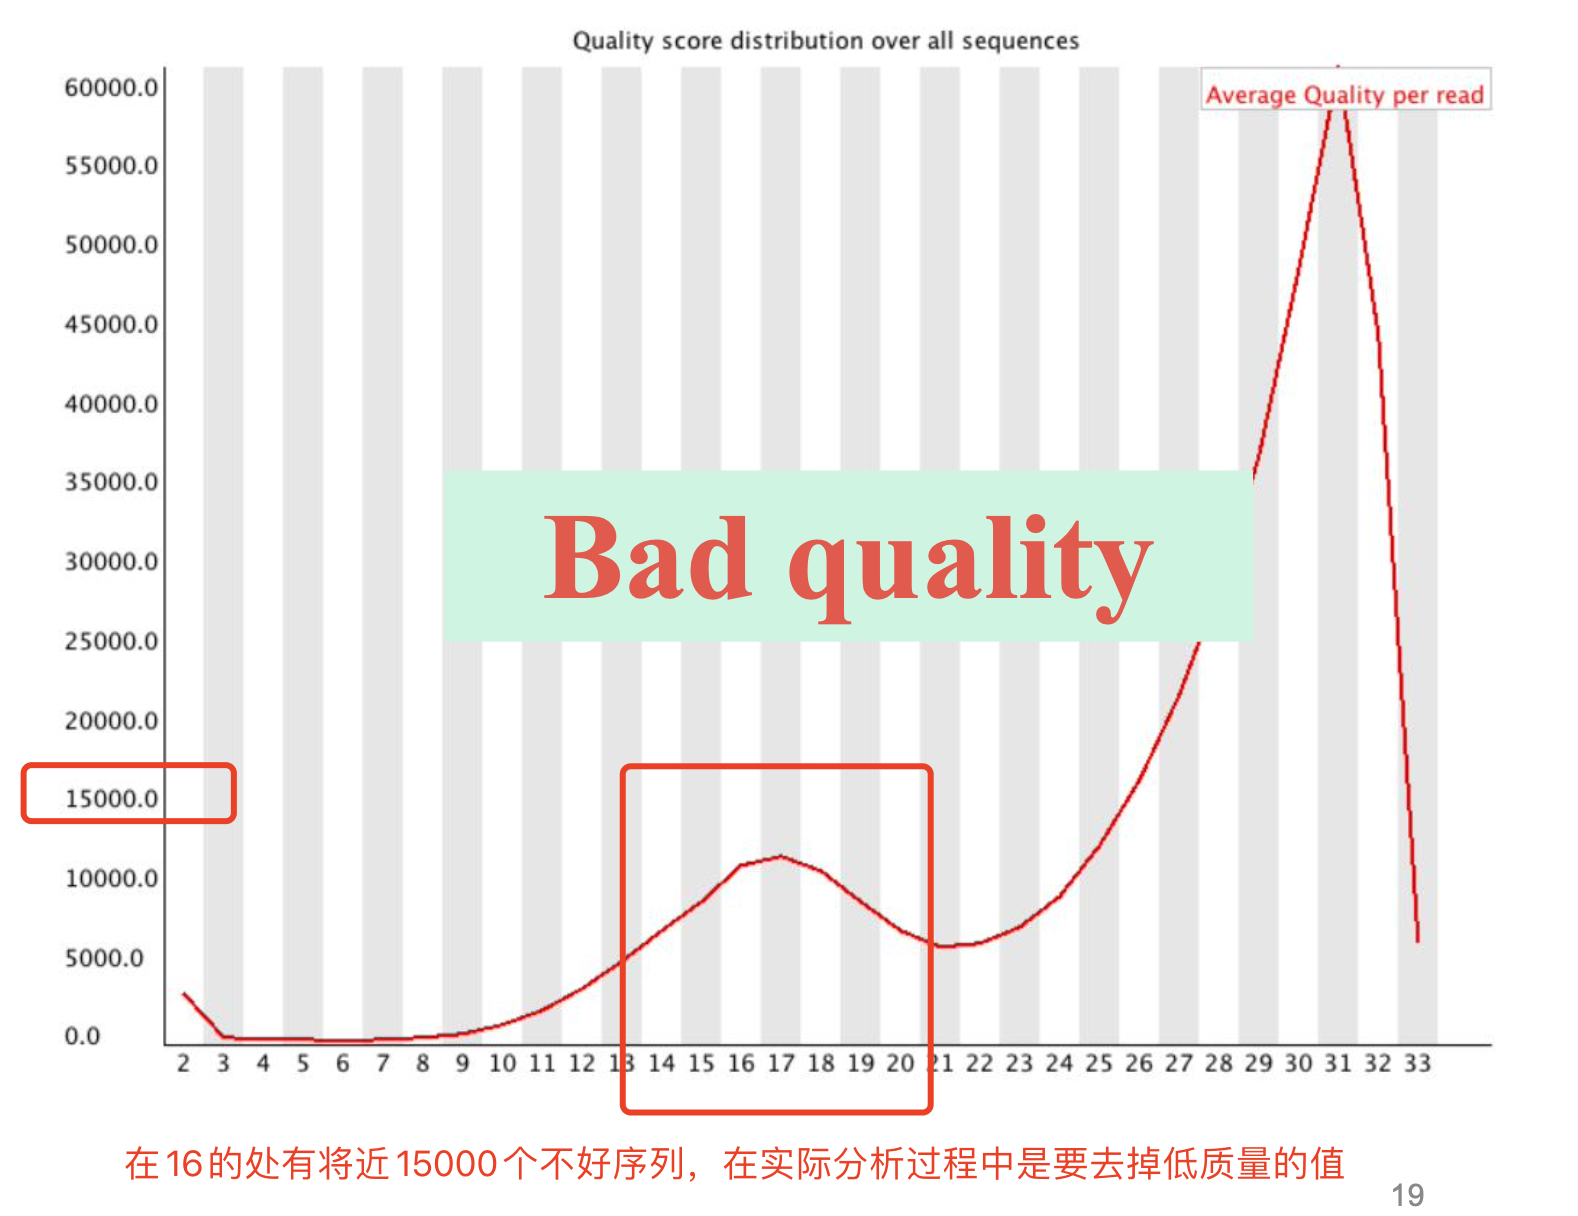 Quality score distribution over all sequences
Average Quality per read
60000.0
55000.0
50000.0
45000.0
40000.0
35000.0
30000.0
25000.0
20000.0
15000.0
10000.0
5000.0
0.0
Bad quality
2 3 4 5 6 7 8 9 10 11 12 13 14 15 16 17 18 19 20 21 22 23 24 25 26 27 28 29 30 31 32 33
在16的处有将近15000个不好序列，在实际分析过程中是要去掉低质量的值
19